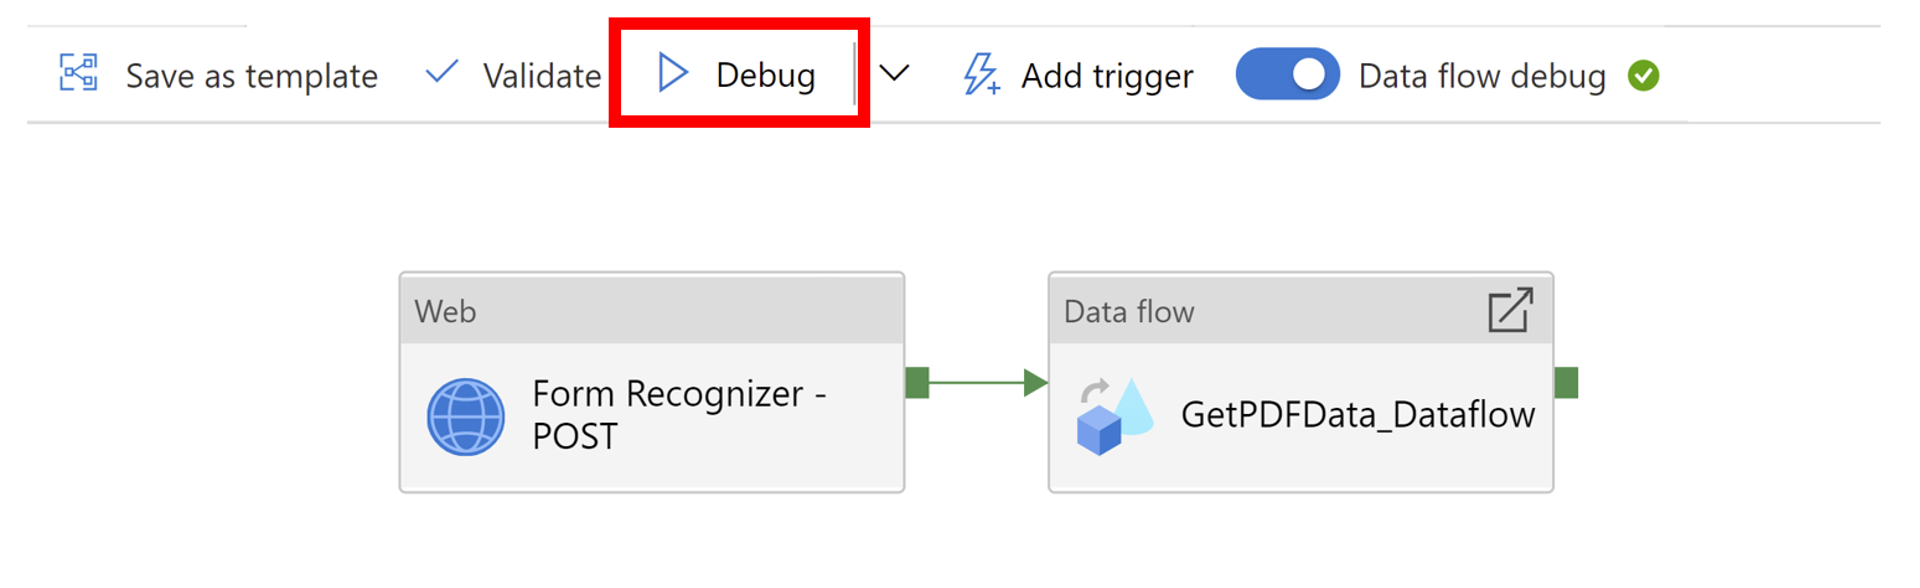 Save as template Validate Debug Add trigger Data flow debug
Web
Form Recognizer -
POST
Data flow
GetPDFData_Dataflow